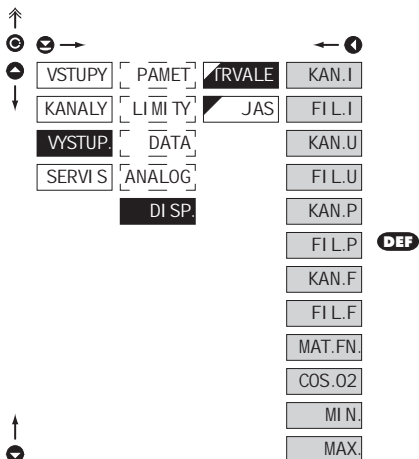 VSTUPY PAMET TRVALE KAN.I
KANALY LIMITY JAS FIL.I
VYSTUP. DATA KAN.U
SERVIS ANALOG FIL.U
DISP. KAN.P
FIL.P DEF
KAN.F
FIL.F
MAT.FN.
COS.O2
MIN.
MAX.